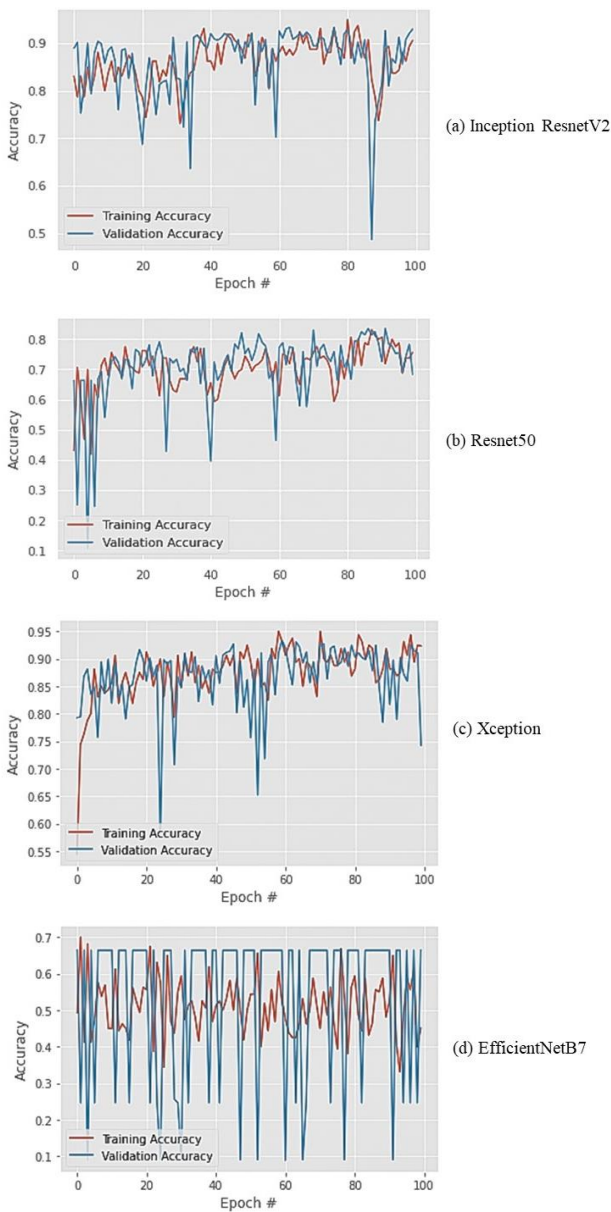 0.9
0.8
0.7
0.6
0.5
Accuracy
Training Accuracy
Validation Accuracy
0 20 40 60 80 100
Epoch #
(a) Inception ResnetV2
0.8
0.7
0.6
0.5
0.4
0.3
0.2
0.1
Accuracy
Training Accuracy
Validation Accuracy
0 20 40 60 80 100
Epoch #
(b) Resnet50
0.95
0.90
0.85
0.80
0.75
0.70
0.65
0.60
0.55
Accuracy
Training Accuracy
Validation Accuracy
0 20 40 60 80 100
Epoch #
(c) Xception
0.7
0.6
0.5
0.4
0.3
0.2
0.1
Accuracy
Training Accuracy
Validation Accuracy
0 20 40 60 80 100
Epoch #
(d) EfficientNetB7